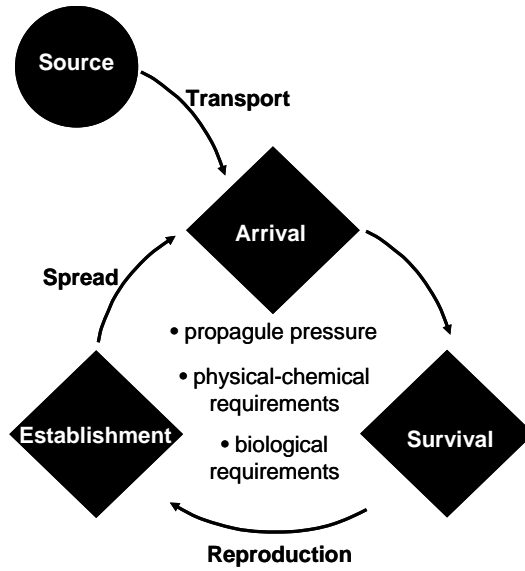 Source
Transport
Arrival
Spread
• propagule pressure
• physical-chemical
requirements
Establishment
Survival
• biological
requirements
Reproduction